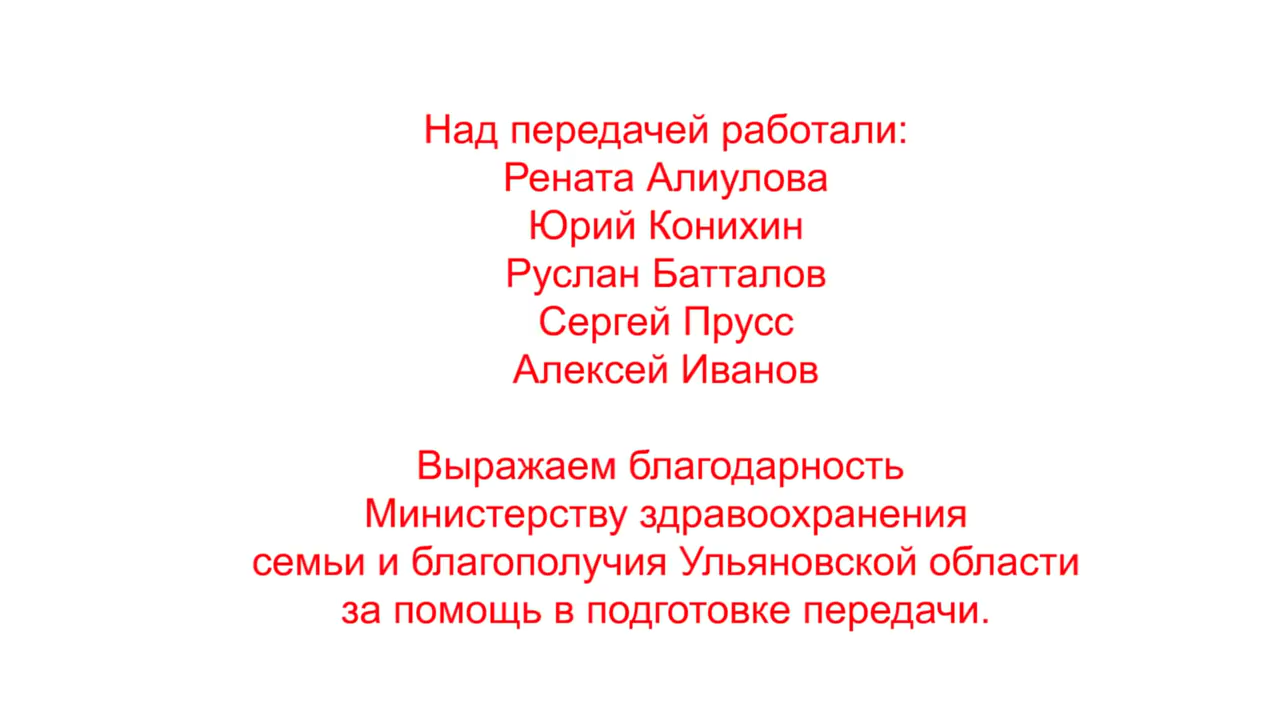 Над передачей работали:
Рената Алиулова
Юрий Конихин
Руслан Батталов
Сергей Прусс
Алексей Иванов
Выражаем благодарность
Министерству здравоохранения
семьи и благополучия Ульяновской области
за помощь в подготовке передачи.